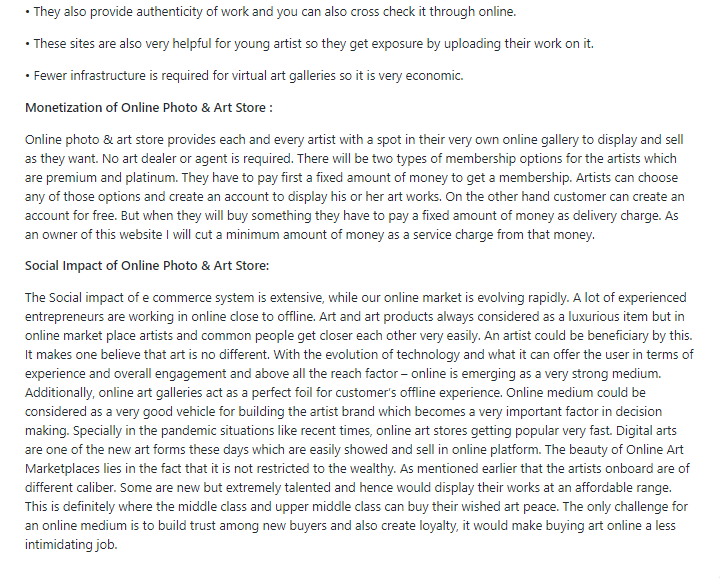 • They also provide authenticity of work and you can also cross check it through online.
• These sites are also very helpful for young artist so they get exposure by uploading their work on it.
• Fewer infrastructure is required for virtual art galleries so it is very economic.
Monetization of Online Photo & Art Store :
Online photo & art store provides each and every artist with a spot in their very own online gallery to display and sell
as they want. No art dealer or agent is required. There will be two types of membership options for the artists which
are premium and platinum. They have to pay first a fixed amount of money to get a membership. Artists can choose
any of those options and create an account to display his or her art works. On the other hand customer can create an
account for free. But when they will buy something they have to pay a fixed amount of money as delivery charge. As
an owner of this website I will cut a minimum amount of money as a service charge from that money.
Social Impact of Online Photo & Art Store:
The Social impact of e commerce system is extensive, while our online market is evolving rapidly. A lot of experienced
entrepreneurs are working in online close to offline. Art and art products always considered as a luxurious item but in
online market place artists and common people get closer each other very easily. An artist could be beneficiary by this.
It makes one believe that art is no different. With the evolution of technology and what it can offer the user in terms of
experience and overall engagement and above all the reach factor – online is emerging as a very strong medium.
Additionally, online art galleries act as a perfect foil for customer's offline experience. Online medium could be
considered as a very good vehicle for building the artist brand which becomes a very important factor in decision
making. Specially in the pandemic situations like recent times, online art stores getting popular very fast. Digital arts
are one of the new art forms these days which are easily showed and sell in online platform. The beauty of Online Art
Marketplaces lies in the fact that it is not restricted to the wealthy. As mentioned earlier that the artists onboard are of
different caliber. Some are new but extremely talented and hence would display their works at an affordable range.
This is definitely where the middle class and upper middle class can buy their wished art peace. The only challenge for
an online medium is to build trust among new buyers and also create loyalty, it would make buying art online a less
intimidating job.